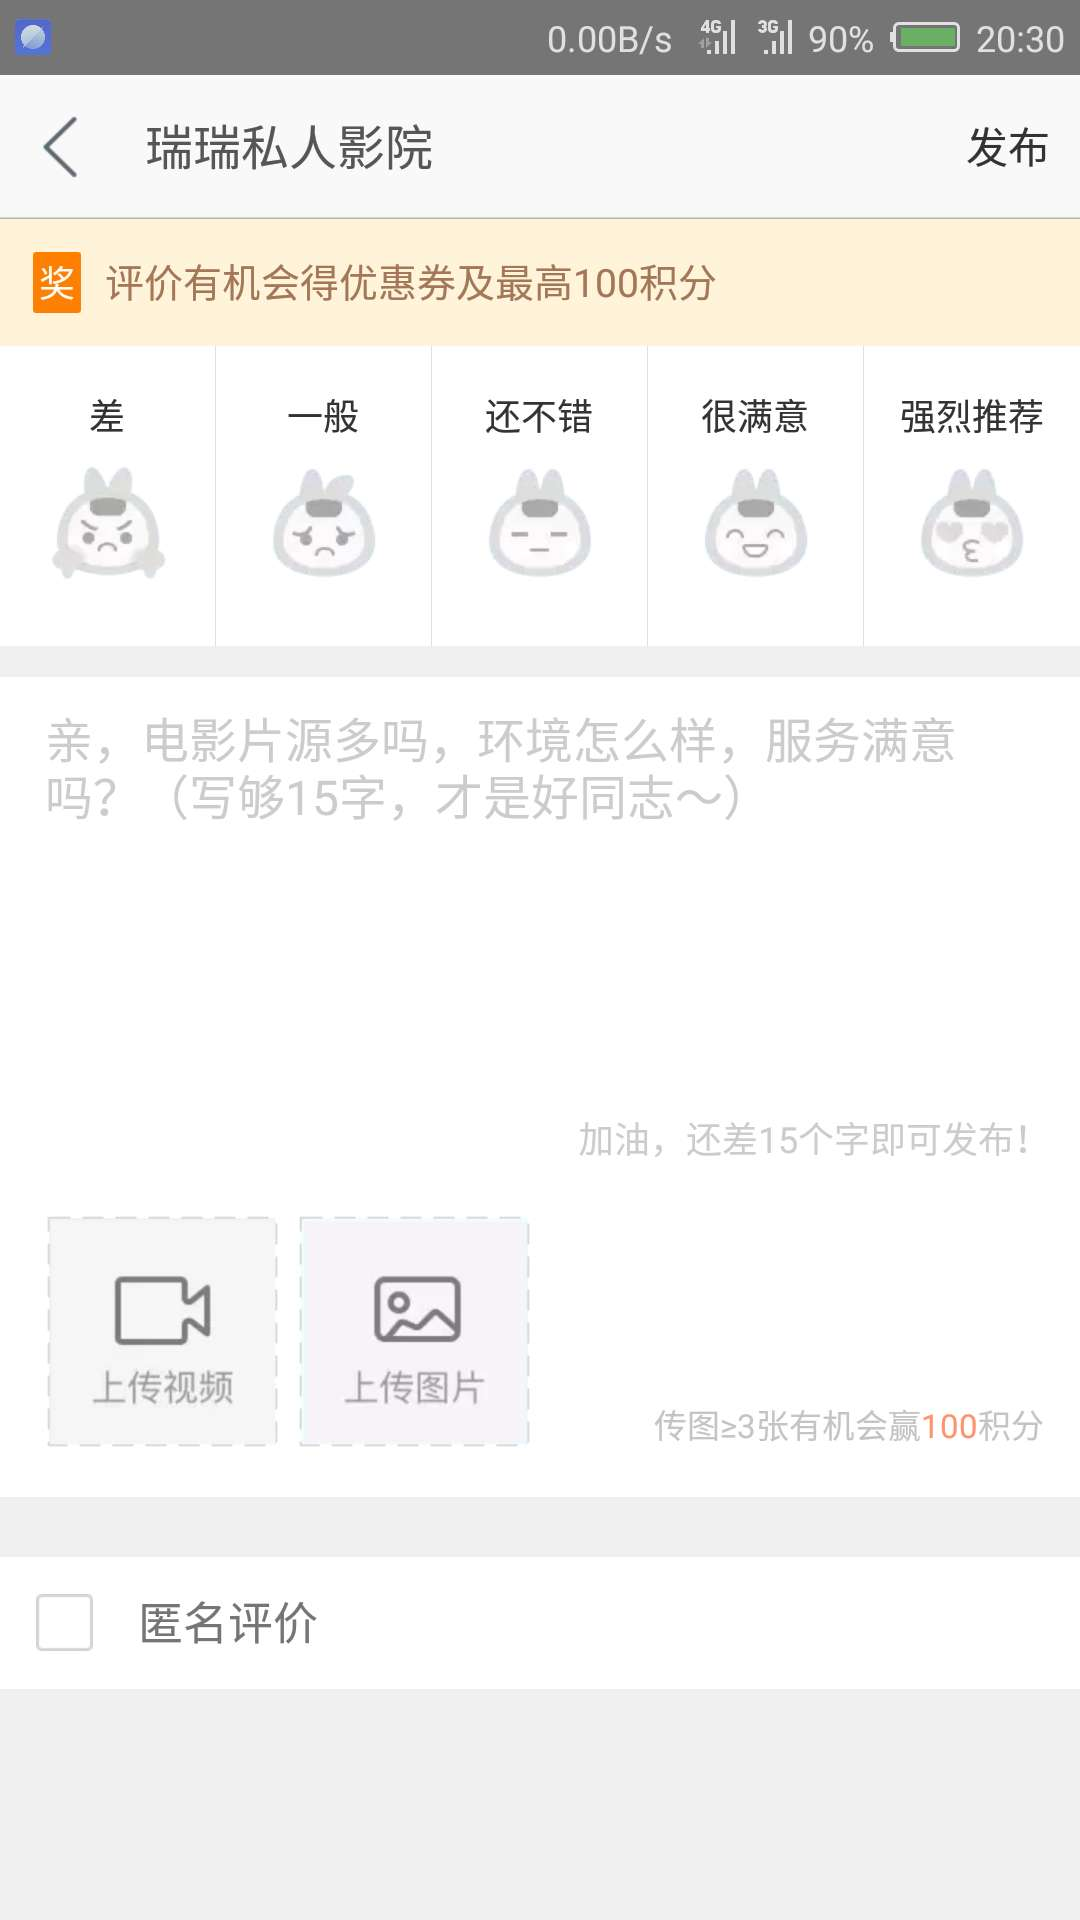 0.00B/s 4G 3G 90% 20:30
瑞瑞私人影院 发布
奖 评价有机会得优惠券及最高100积分
差 一般 还不错 很满意 强烈推荐
亲，电影片源多吗，环境怎么样，服务满意
吗？（写够15字，才是好同志～）
加油，还差15个字即可发布！
上传视频 上传图片
传图≥3张有机会赢100积分
匿名评价